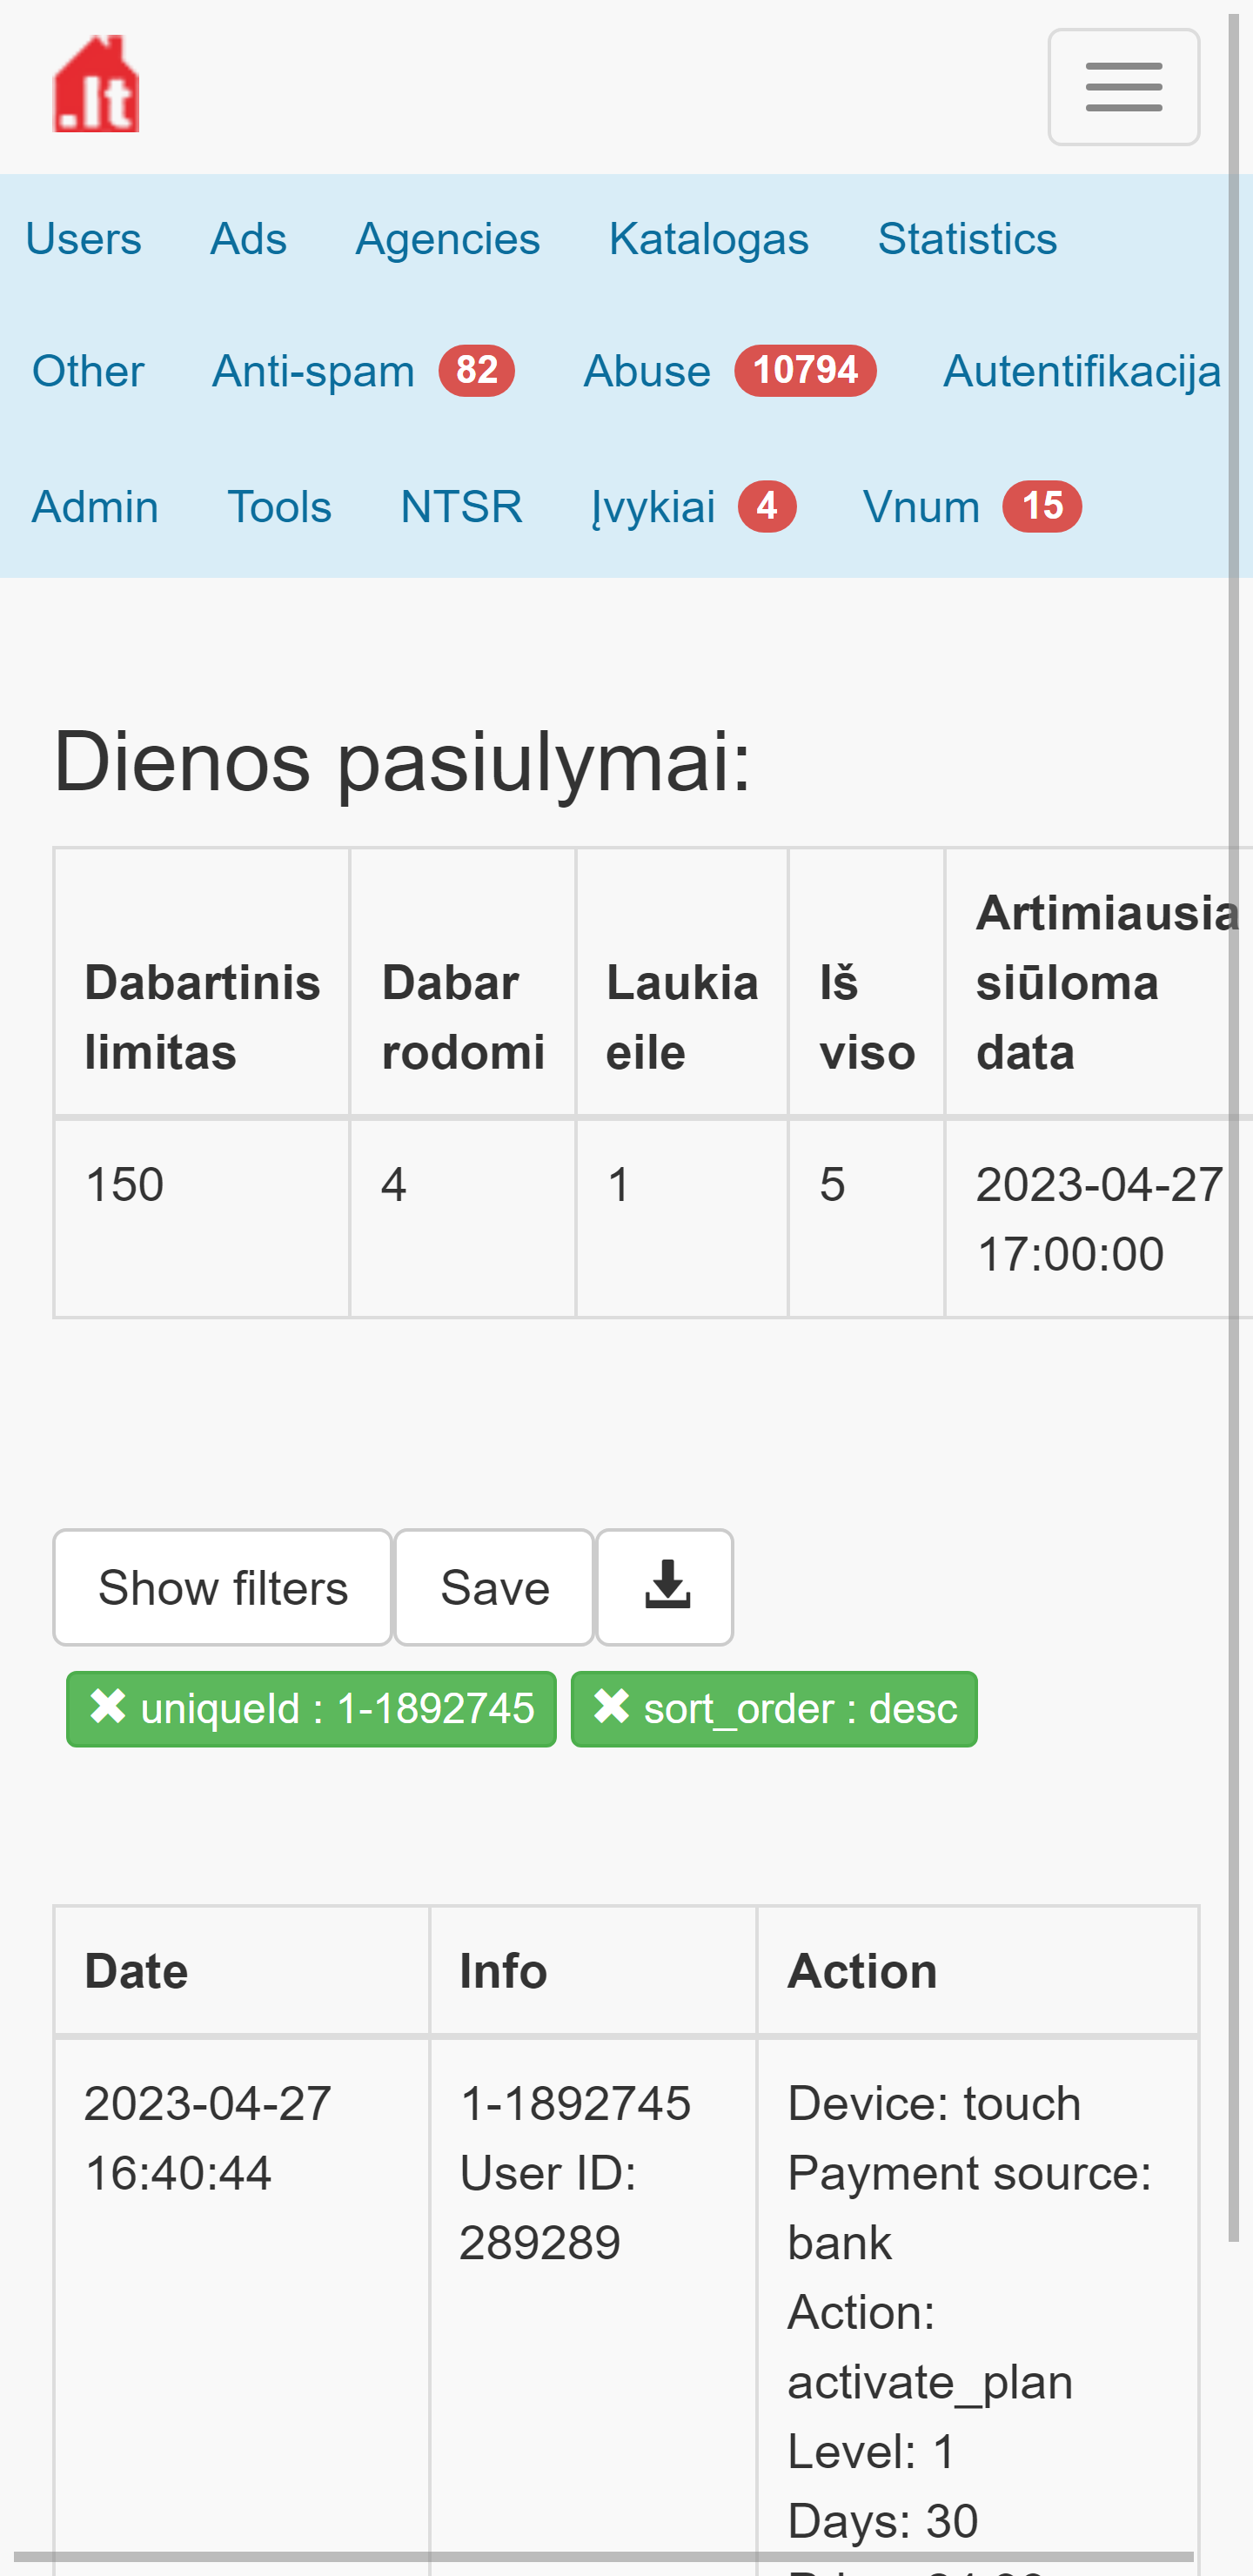 .lt
Users Ads Agencies Katalogas Statistics
Other Anti-spam 82 Abuse 10794 Autentifikacija
Admin Tools NTSR Įvykiai 4 Vnum 15
Dienos pasiulymai:
Artimiausia
Dabartinis Dabar Laukia Iš siūloma
limitas rodomi eile viso data
150 4 1 5 2023-04-27
17:00:00
Show filters Save
✖ uniqueId : 1-1892745 ✖ sort_order : desc
Date Info Action
2023-04-27 1-1892745 Device: touch
16:40:44 User ID: Payment source:
289289 bank
Action:
activate_plan
Level: 1
Days: 30